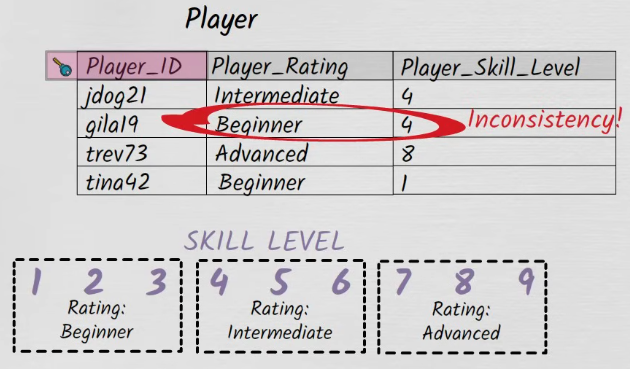 Player
Player_ID Player_Rating Player_Skill_Level
jdog21 Intermediate 4
gila19 Beginner 4 Inconsistency!
trev73 Advanced 8
tina42 Beginner 1
SKILL LEVEL
1 2 3 4 5 6 7 8 9
Rating: Rating: Rating:
Beginner Intermediate Advanced